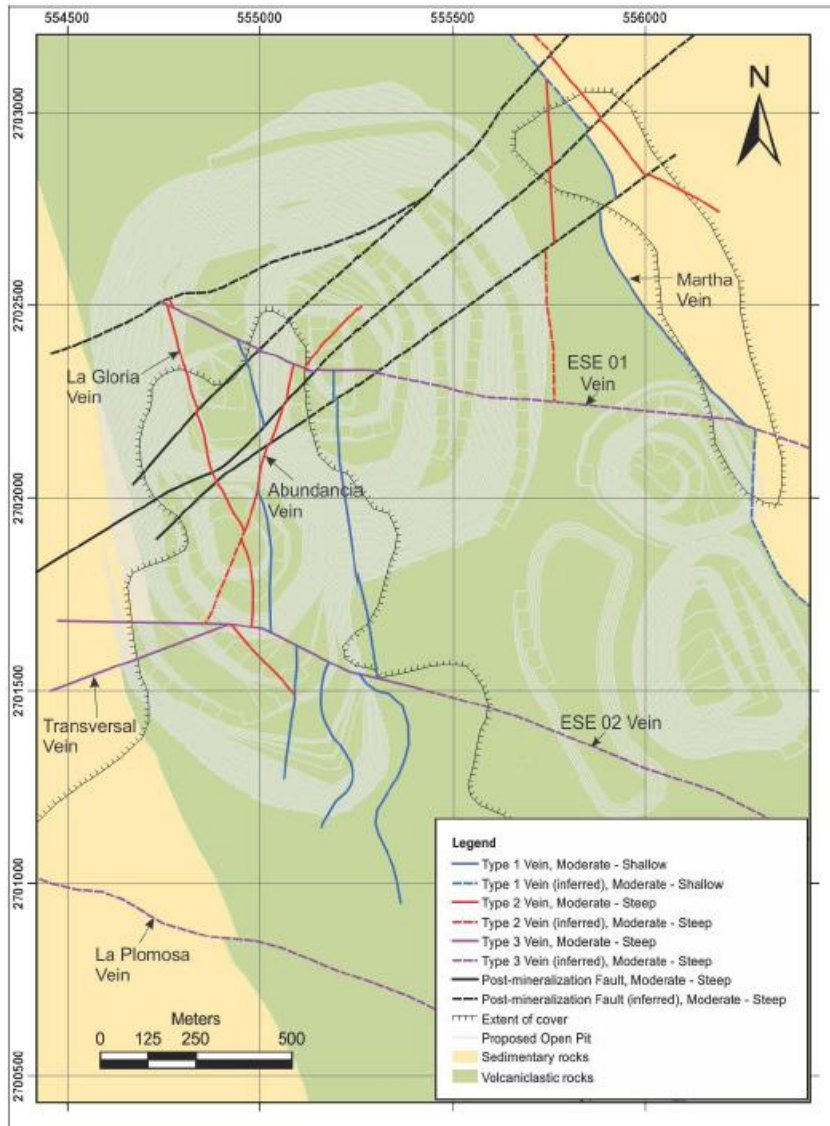 554500
555000
555500
556000
2703000
N
Martha
Vein
2702500
La Gloria
Vein
ESE 01
Vein
Abundancia
Vein
2702000
2701500
Transversal
Vein
ESE 02 Vein
2701000
La Plomosa
Vein
Meters
0 125 250 500
2700500
Legend
Type 1 Vein, Moderate - Shallow
Type 1 Vein (inferred), Moderate - Shallow
Type 2 Vein, Moderate - Steep
Type 2 Vein (inferred), Moderate - Steep
Type 3 Vein, Moderate - Steep
Type 3 Vein (inferred), Moderate - Steep
Post-mineralization Fault, Moderate - Steep
Post-mineralization Fault (inferred), Moderate - Steep
Extent of cover
Proposed Open Pit
Sedimentary rocks
Volcaniclastic rocks